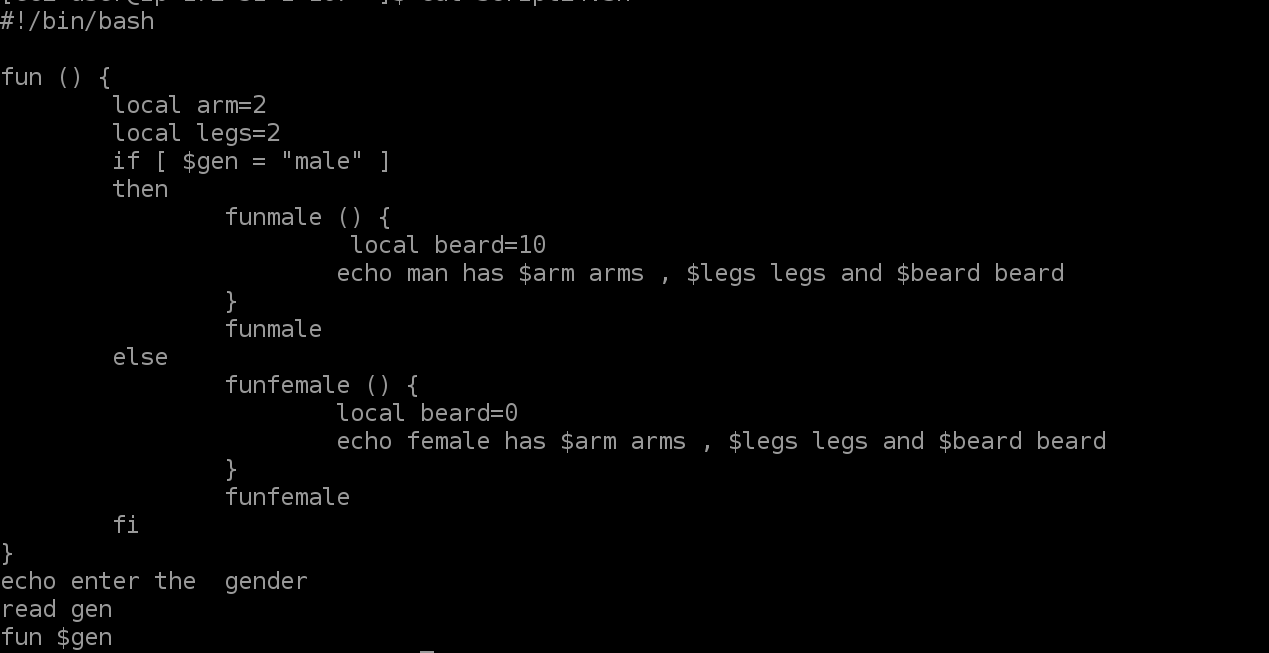 #!/bin/bash

fun () {
        local arm=2
        local legs=2
        if [ $gen = "male" ]
        then
                funmale () {
                         local beard=10
                        echo man has $arm arms , $legs legs and $beard beard
                }
                funmale
        else
                funfemale () {
                        local beard=0
                        echo female has $arm arms , $legs legs and $beard beard
                }
                funfemale
        fi
}
echo enter the  gender
read gen
fun $gen